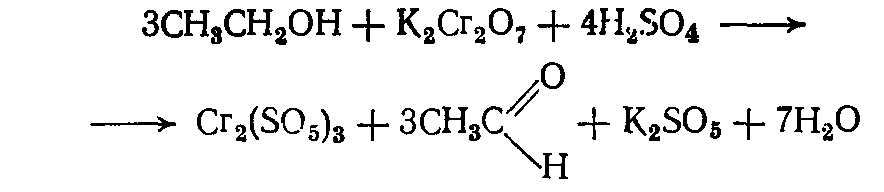 3CH₃CH₂OH + K₂Cr₂O₇ + 4H₂SO₄ ⟶
⟶ Cr₂(SO₅)₃ + 3CH₃C(=O)H + K₂SO₅ + 7H₂O